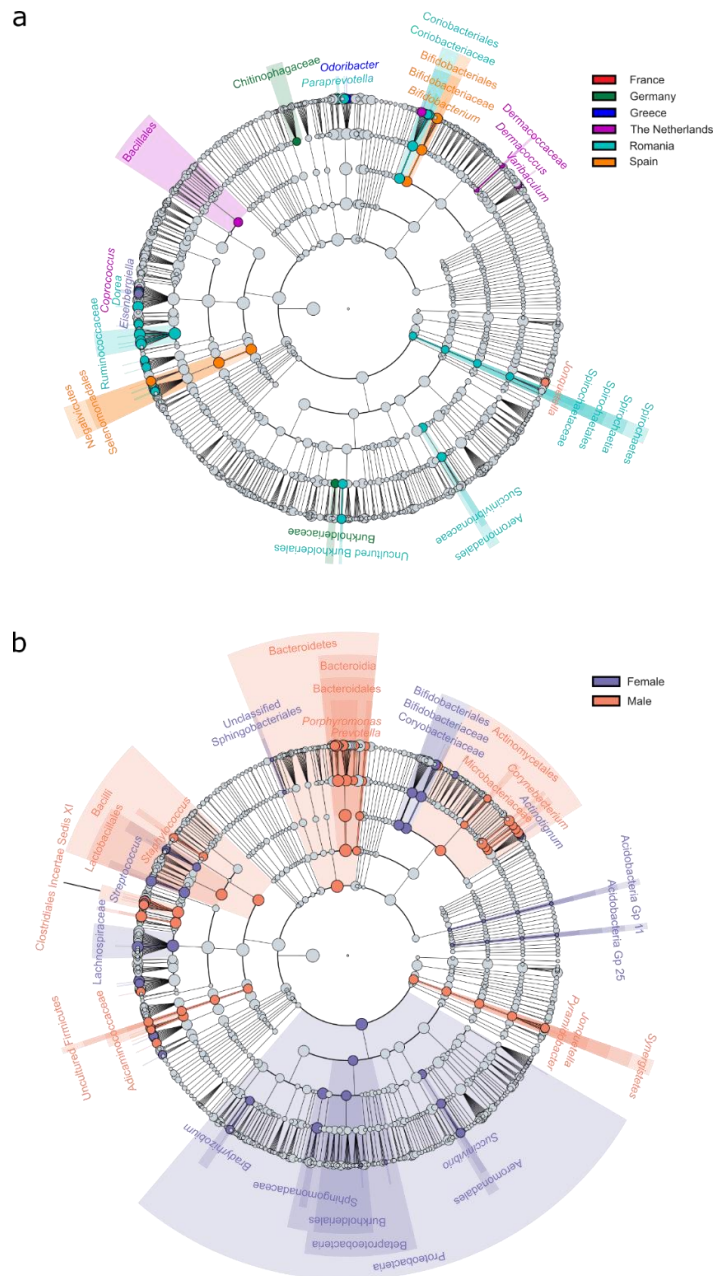 a
Chitinophagaceae
Odoribacter
Paraprevotella
Coriobacteriales
Coriobacteriaceae
Bifidobacteriales
Bifidobacteriaceae
Bifidobacterium
Dermacoccaceae
Dermacoccus
Varibaculum
France
Germany
Greece
The Netherlands
Romania
Spain
Bacillales
Coprococcus
Dorea
Eisenbergiella
Ruminococcaceae
Selenomonadales
Negativicutes
Jonquetella
Spirochaetes
Spirochaetia
Spirochaetales
Spirochaetaceae
Succinivibrionaceae
Aeromonadales
Burkholderiaceae
Uncultured Burkholderiales
b
Bacteroidetes
Bacteroidia
Bacteroidales
Porphyromonas
Prevotella
Unclassified
Sphingobacteriales
Bifidobacteriales
Bifidobacteriaceae
Coryobacteriaceae
Actinomycetales
Corynebacterium
Microbacteriaceae
Actinotignum
Female
Male
Bacilli
Lactobacillales
Staphylococcus
Streptococcus
Clostridiales Incertae Sedis XI
Lachnospiraceae
Acidobacteria Gp 11
Acidobacteria Gp 25
Adicaminococcaceae
Uncultured Firmicutes
Jonquetella
Pyramidobacter
Synergistetes
Bradyrhizobium
Sphingomonadaceae
Burkholderiales
Betaproteobacteria
Proteobacteria
Succinivibrio
Aeromonadales